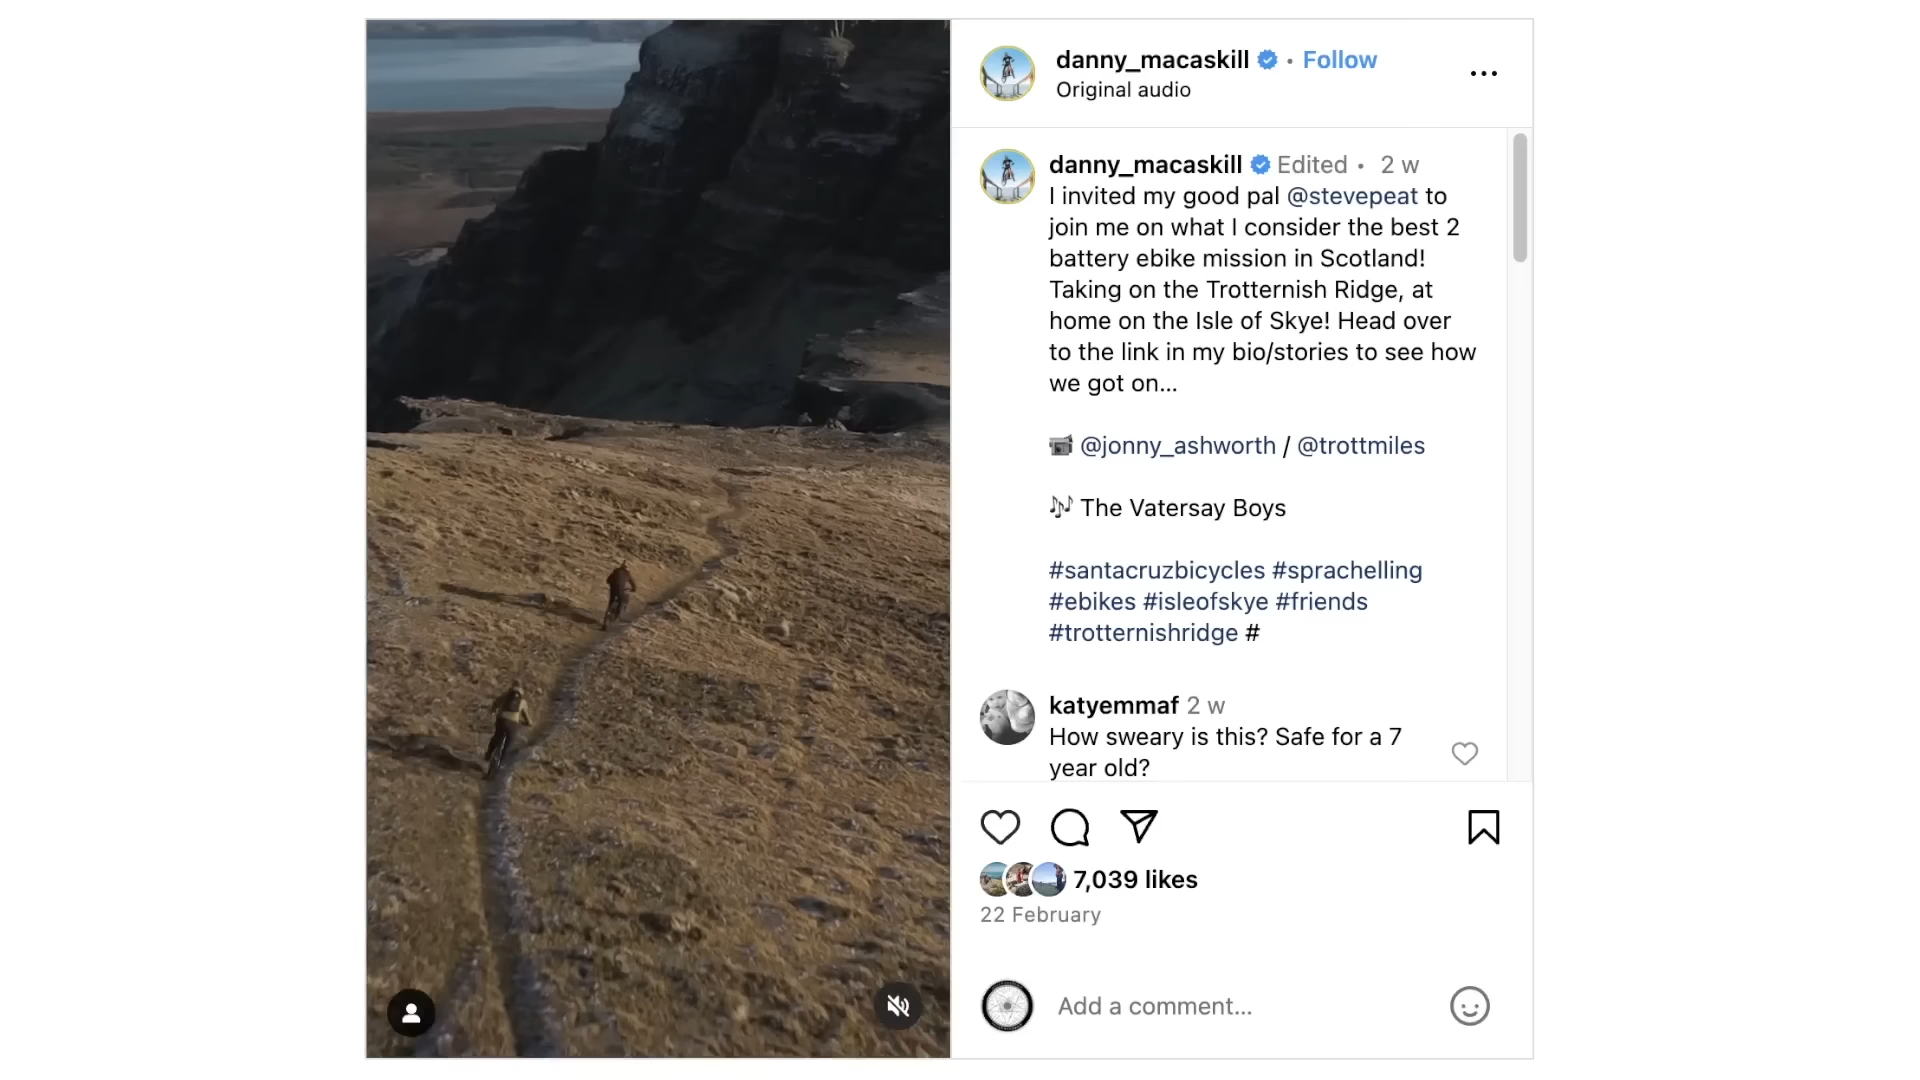 danny_macaskill • Follow
Original audio
danny_macaskill Edited • 2 w
I invited my good pal @stevepeat to
join me on what I consider the best 2
battery ebike mission in Scotland!
Taking on the Trotternish Ridge, at
home on the Isle of Skye! Head over
to the link in my bio/stories to see how
we got on...
@jonny_ashworth / @trottmiles
The Vatersay Boys
#santacruzbicycles #sprachelling
#ebikes #isleofskye #friends
#trotternishridge #
katyemmaf 2 w
How sweary is this? Safe for a 7
year old?
7,039 likes
22 February
Add a comment...